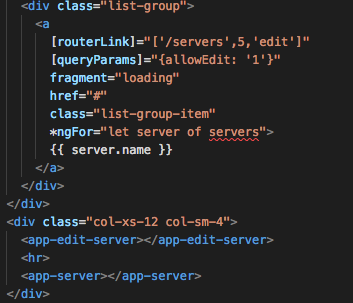 <div class="list-group">
<a
[routerLink]="['/servers',5,'edit']"
[queryParams]="{allowEdit: '1'}"
fragment="loading"
href="#"
class="list-group-item"
*ngFor="let server of servers">
{{ server.name }}
</a>
</div>
</div>
<div class="col-xs-12 col-sm-4">
<app-edit-server></app-edit-server>
<hr>
<app-server></app-server>
</div>